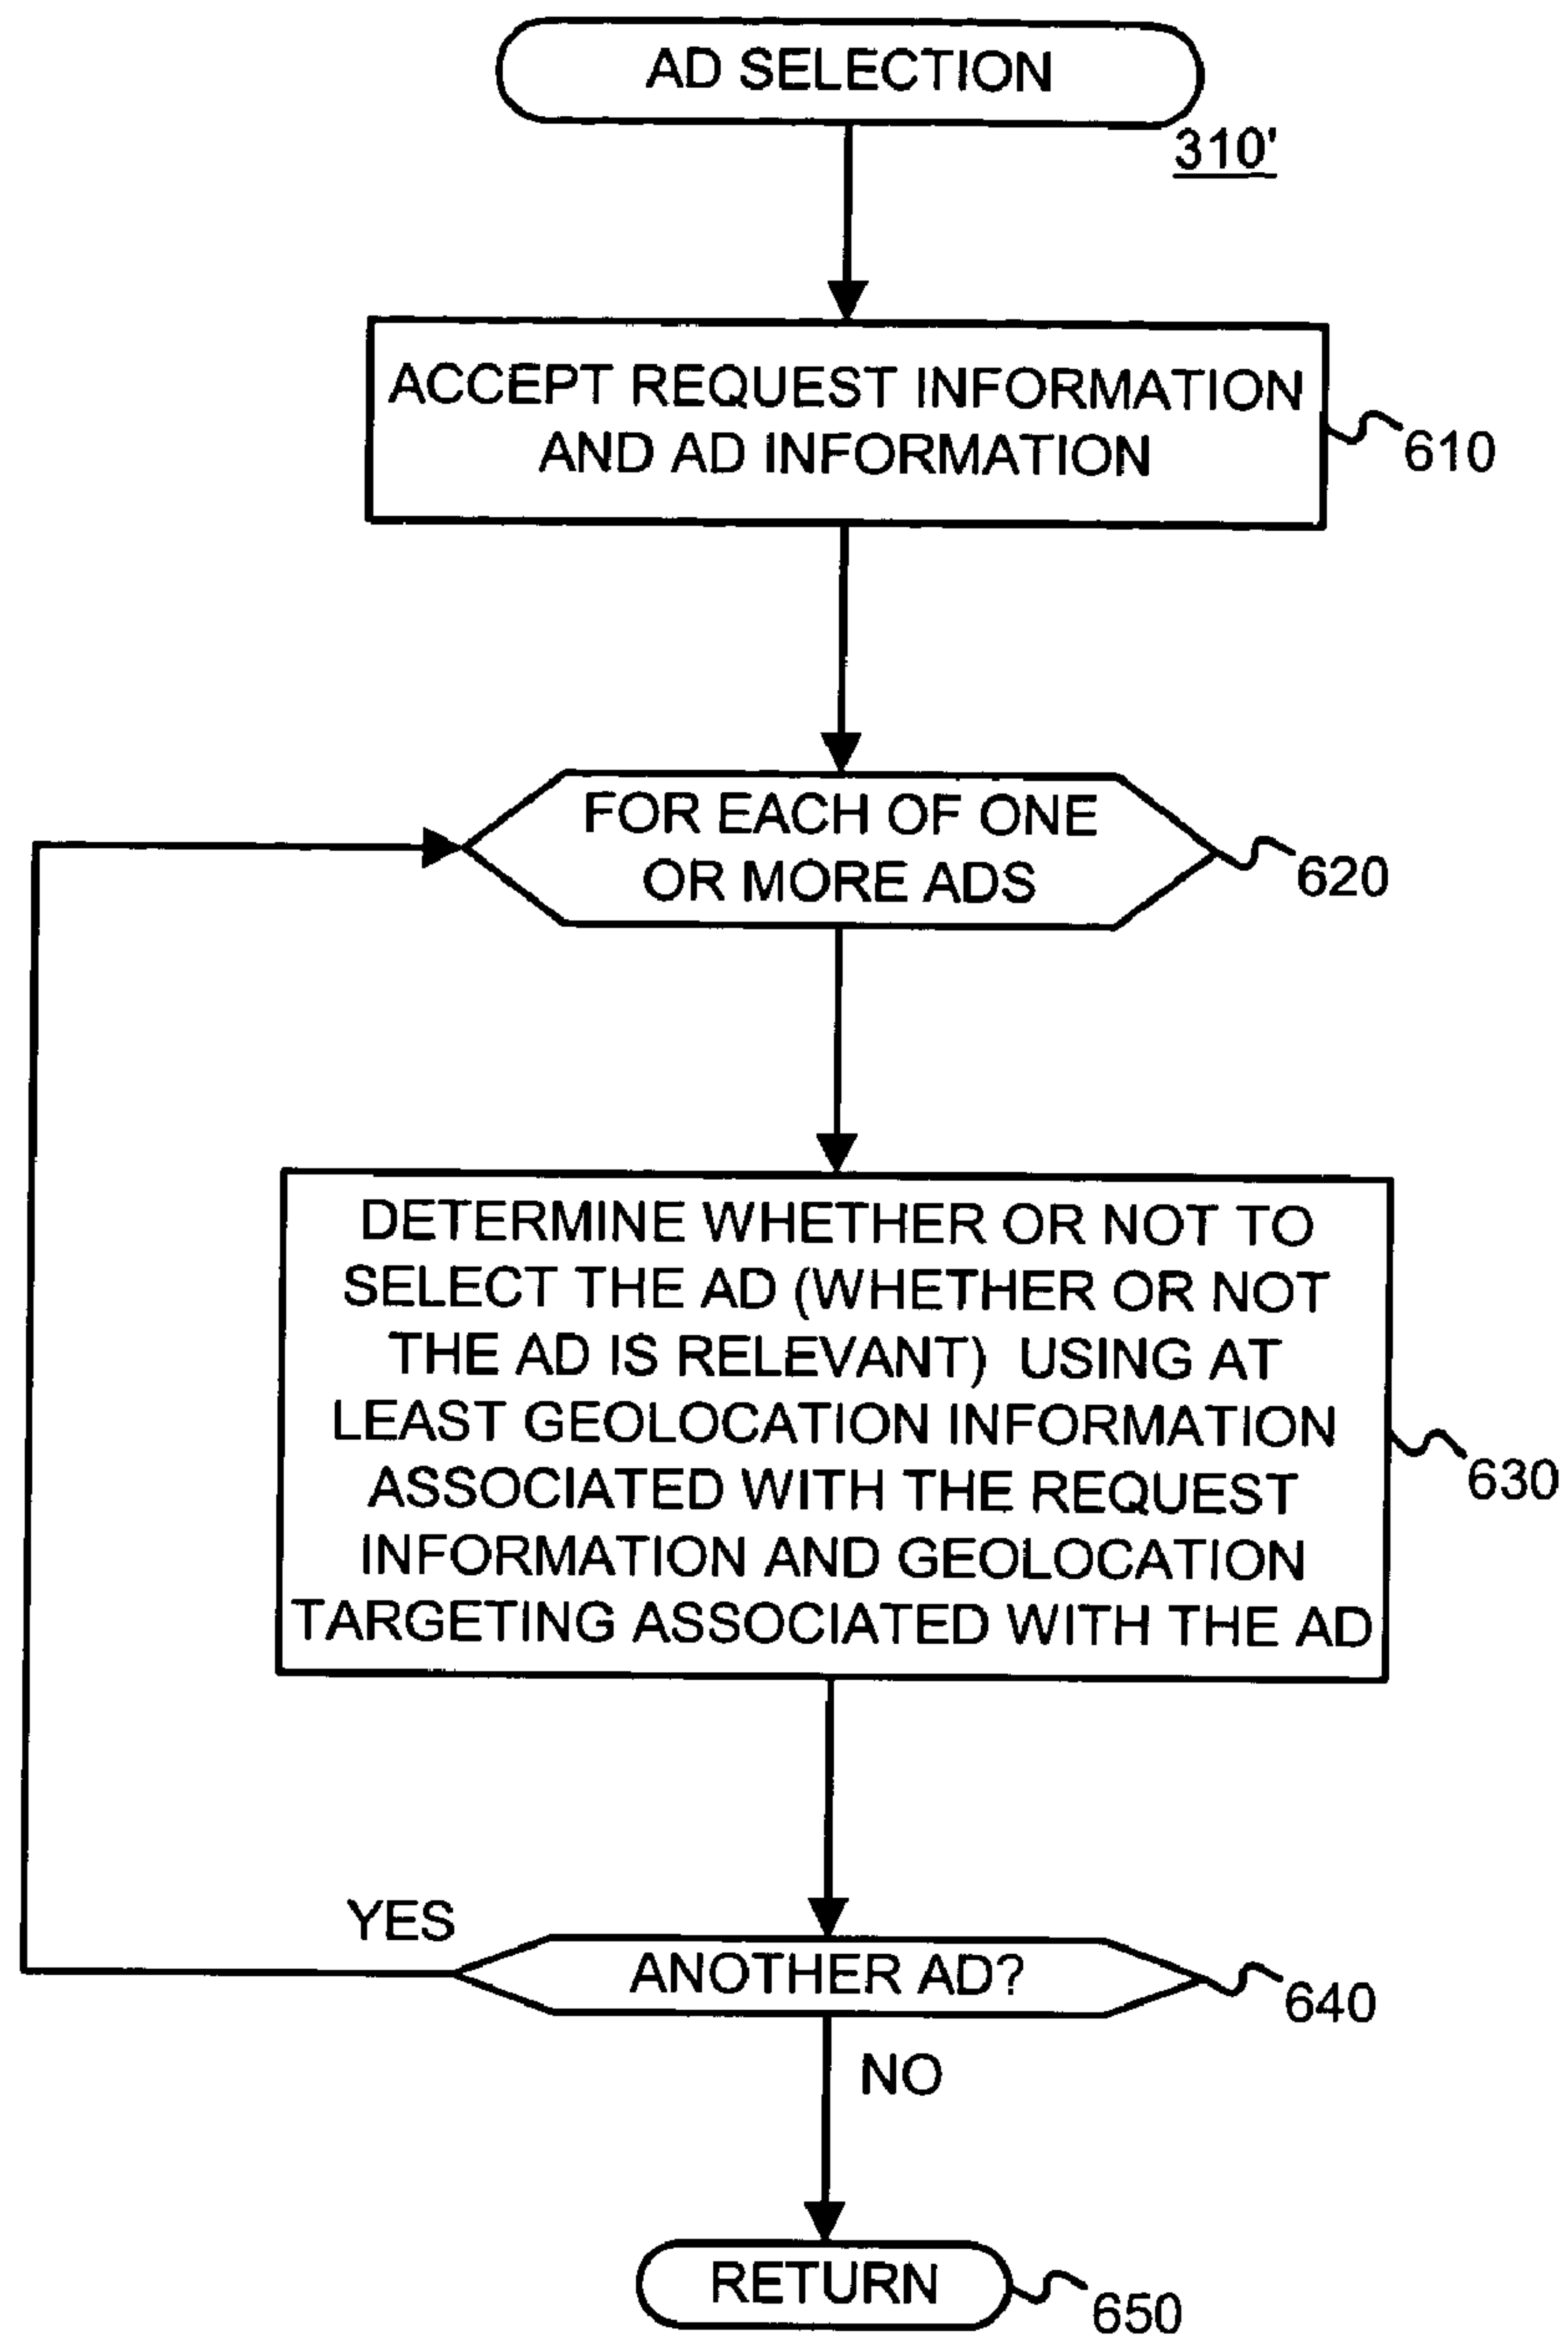 AD SELECTION
310'
ACCEPT REQUEST INFORMATION
AND AD INFORMATION
610
FOR EACH OF ONE
OR MORE ADS
620
DETERMINE WHETHER OR NOT TO
SELECT THE AD (WHETHER OR NOT
THE AD IS RELEVANT) USING AT
LEAST GEOLOCATION INFORMATION
ASSOCIATED WITH THE REQUEST
INFORMATION AND GEOLOCATION
TARGETING ASSOCIATED WITH THE AD
630
YES
ANOTHER AD?
640
NO
RETURN
650